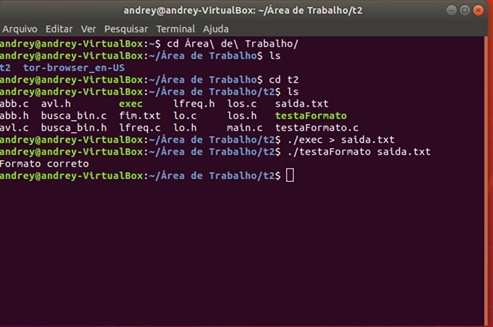 andrey@andrey-VirtualBox: ~/Área de Trabalho/t2
Arquivo Editar Ver Pesquisar Terminal Ajuda
andrey@andrey-VirtualBox:~$ cd Área\ de\ Trabalho/
andrey@andrey-VirtualBox:~/Área de Trabalho$ ls
t2 tor-browser_en-US
andrey@andrey-VirtualBox:~/Área de Trabalho$ cd t2
andrey@andrey-VirtualBox:~/Área de Trabalho/t2$ ls
abb.c avl.h exec lfreq.h los.c saida.txt
abb.h busca_bin.c fim.txt lo.c los.h testaFormato
avl.c busca_bin.h lfreq.c lo.h main.c testaFormato.c
andrey@andrey-VirtualBox:~/Área de Trabalho/t2$ ./exec > saida.txt
andrey@andrey-VirtualBox:~/Área de Trabalho/t2$ ./testaFormato saida.txt
Formato correto
andrey@andrey-VirtualBox:~/Área de Trabalho/t2$